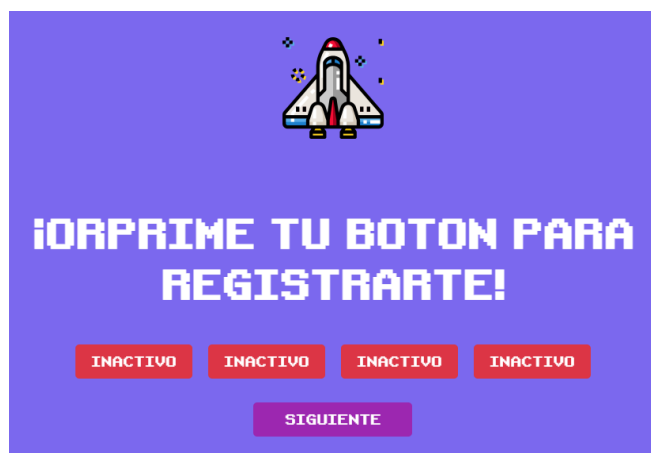 ¡ORPRIME TU BOTON PARA
REGISTRARTE!
INACTIVO INACTIVO INACTIVO INACTIVO
SIGUIENTE